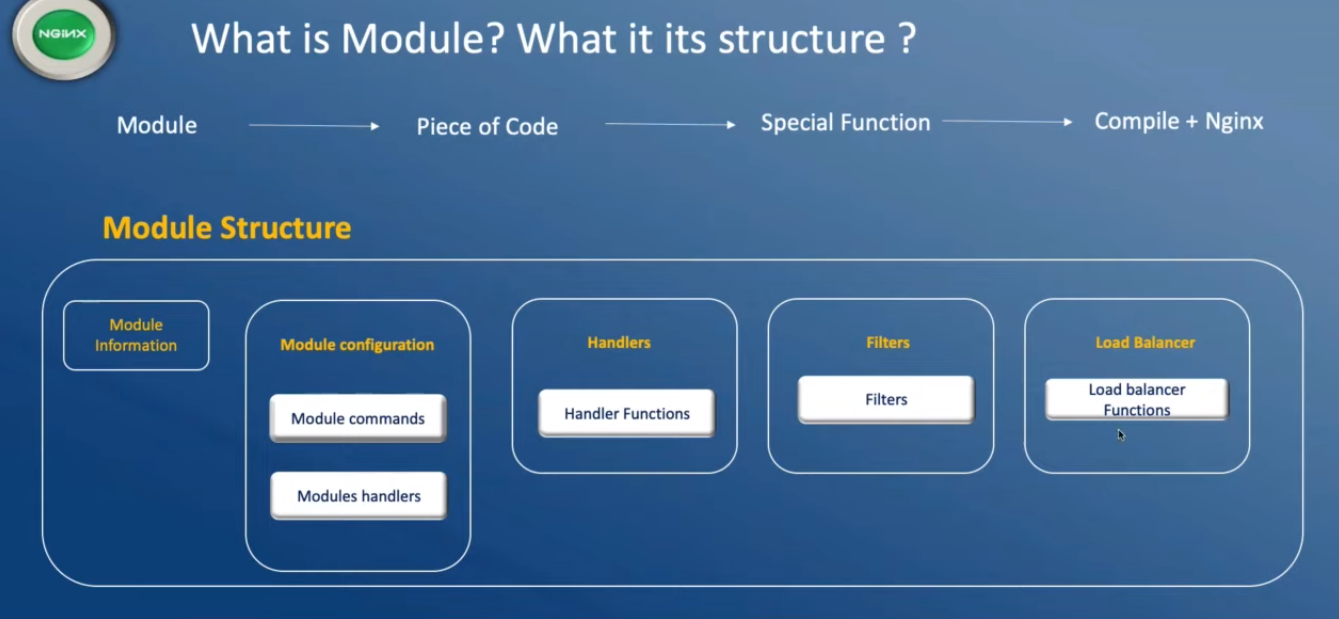 NGINX
What is Module? What it its structure ?
Module
Piece of Code
Special Function
Compile + Nginx
Module Structure
Module
Information
Module configuration
Module commands
Modules handlers
Handlers
Handler Functions
Filters
Filters
Load Balancer
Load balancer
Functions